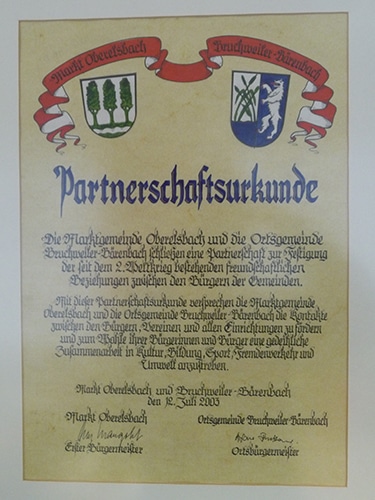 Markt Oberelsbach
Bruchweiler-Bärenbach
Partnerschaftsurkunde
Die Marktgemeinde Oberelsbach und die Ortsgemeinde
Bruchweiler-Bärenbach schließen eine Partnerschaft zur Festigung
der seit dem 2. Weltkrieg bestehenden freundschaftlichen
Beziehungen zwischen den Bürgern der Gemeinden.
Mit dieser Partnerschaftsurkunde versprechen die Marktgemeinde
Oberelsbach und die Ortsgemeinde Bruchweiler-Bärenbach die Kontakte
zwischen den Bürgern, Vereinen und allen Einrichtungen zu fördern
und zum Wohle ihrer Bürgerinnen und Bürger eine gedeihliche
Zusammenarbeit in Kultur, Bildung, Sport, Fremdenverkehr und
Umwelt anzustreben.
Markt Oberelsbach und Bruchweiler-Bärenbach
den 12. Juli 2003
Markt Oberelsbach
Ortsgemeinde Bruchweiler-Bärenbach
Erster Bürgermeister
Ortsbürgermeister